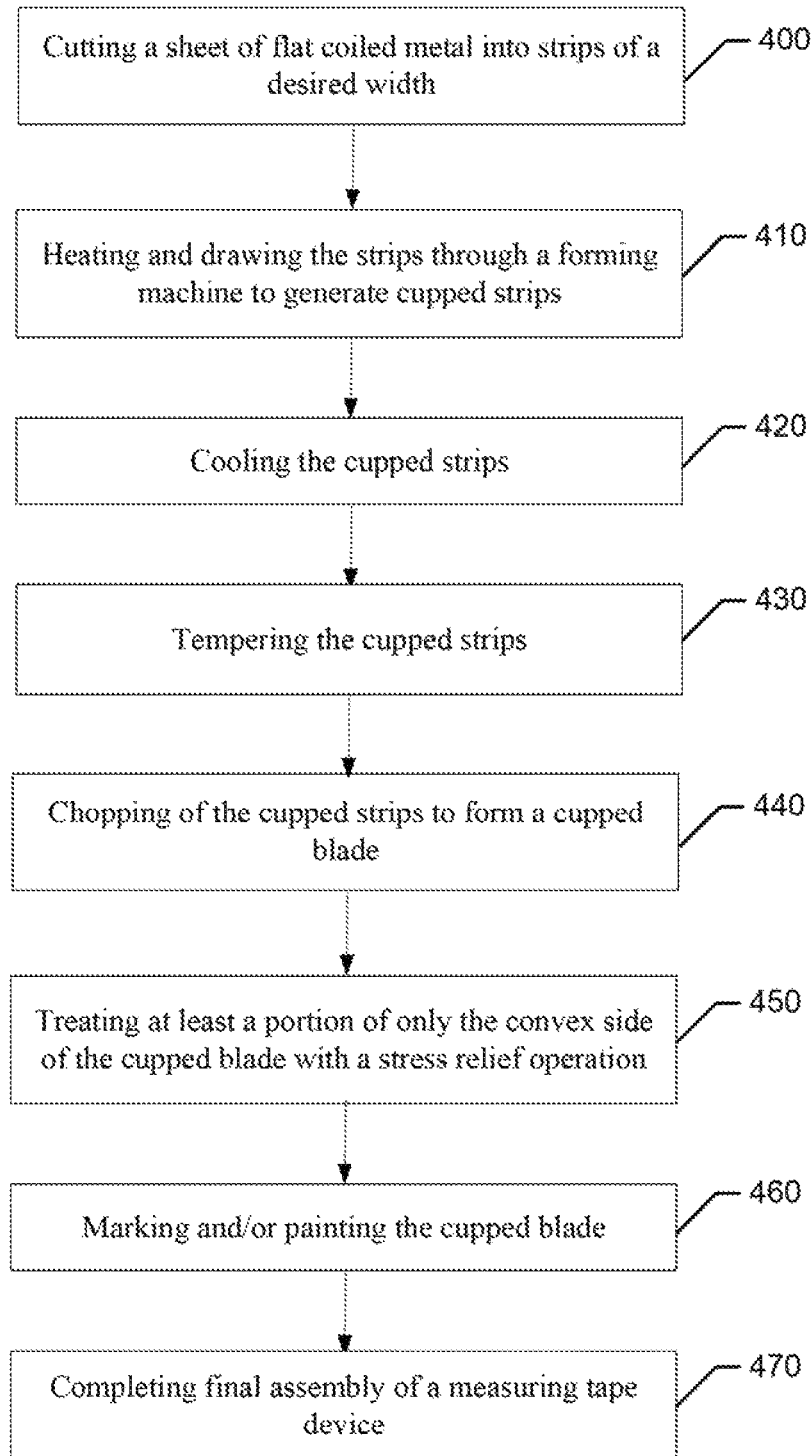 Cutting a sheet of flat coiled metal into strips of a
desired width
400
Heating and drawing the strips through a forming
machine to generate cupped strips
410
Cooling the cupped strips
420
Tempering the cupped strips
430
Chopping of the cupped strips to form a cupped
blade
440
Treating at least a portion of only the convex side
of the cupped blade with a stress relief operation
450
Marking and/or painting the cupped blade
460
Completing final assembly of a measuring tape
device
470